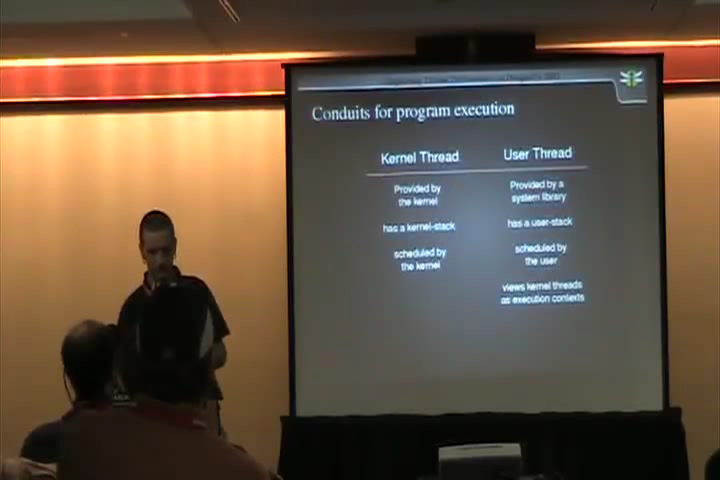 Conduits for program execution
Kernel Thread
User Thread
Provided by
the kernel
Provided by a
system library
has a kernel-stack
has a user-stack
scheduled by
the kernel
scheduled by
the user
views kernel threads
as execution contexts